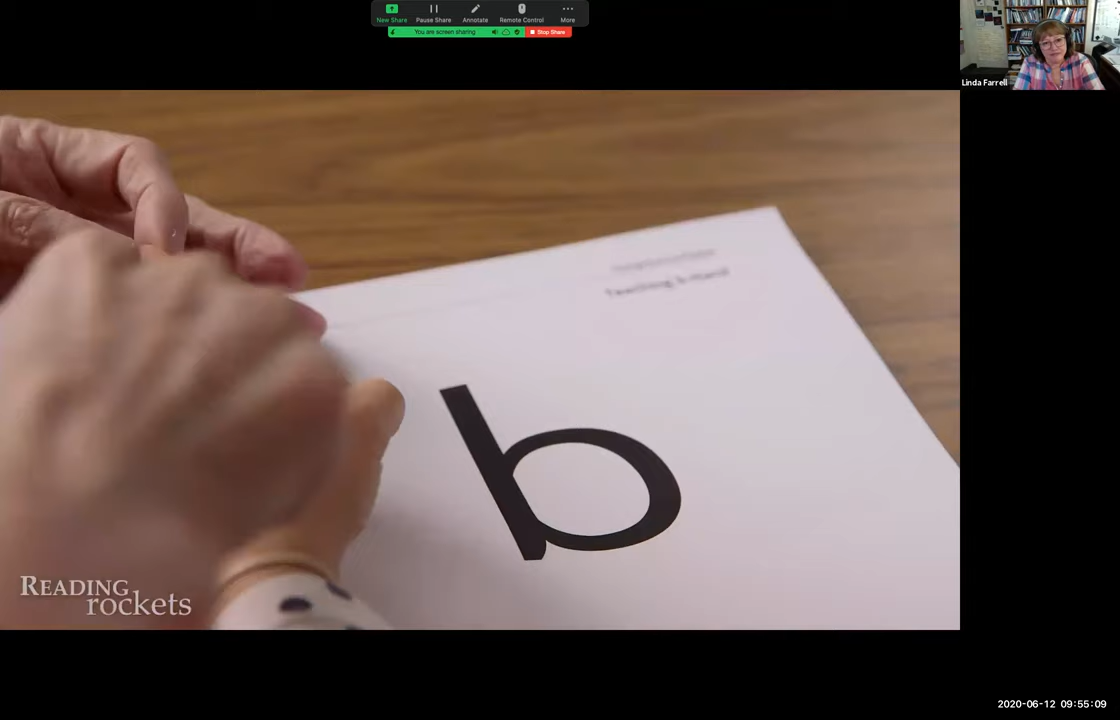 New Share
Pause Share
Annotate
Remote Control
More
You are screen sharing
Stop Share
Linda Farrell
b
READING
rockets
2020-06-12 09:55:09